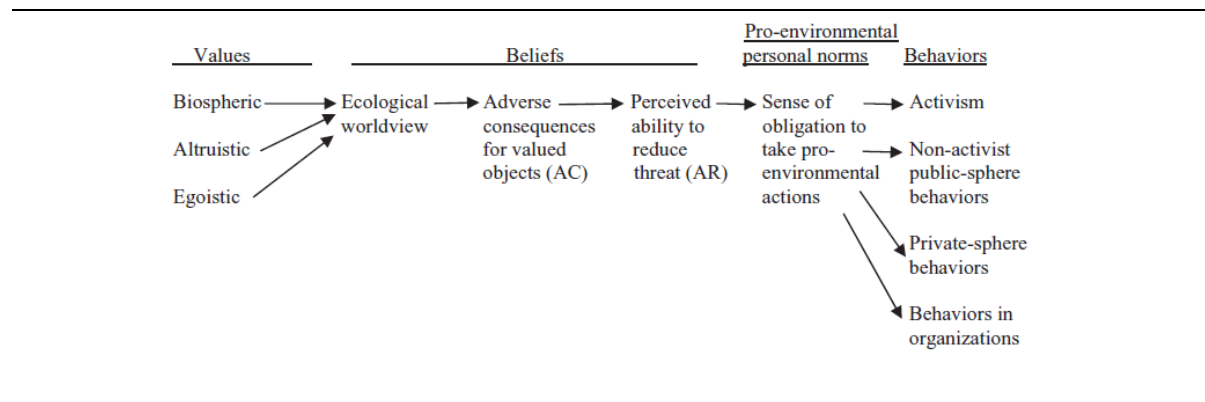 Pro-environmental
Values Beliefs personal norms Behaviors
Biospheric Ecological Adverse Perceived Sense of Activism
worldview consequences ability to obligation to
Altruistic for valued reduce take pro- Non-activist
objects (AC) threat (AR) environmental public-sphere
Egoistic actions behaviors
Private-sphere
behaviors
Behaviors in
organizations